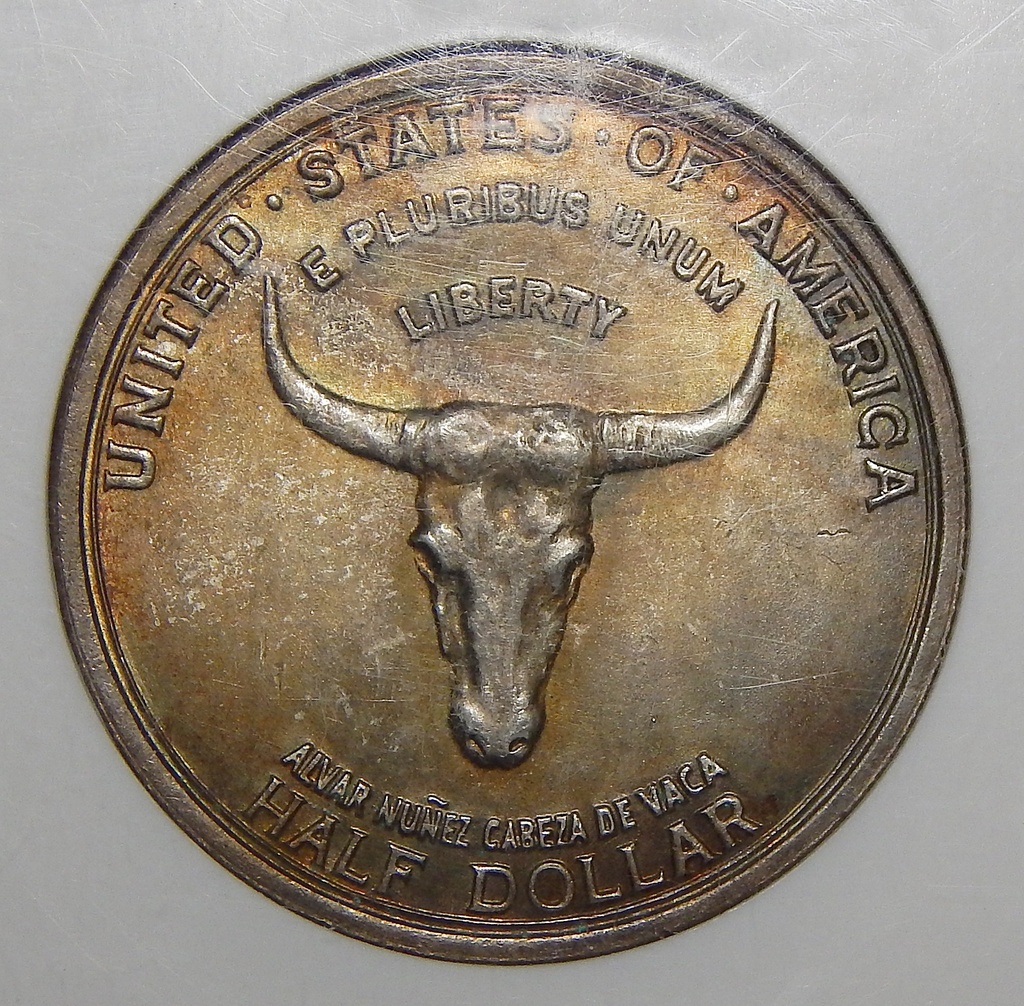 UNITED · STATES · OF · AMERICA
E PLURIBUS UNUM
LIBERTY
ALVAR NUÑEZ CABEZA DE VACA
HALF DOLLAR